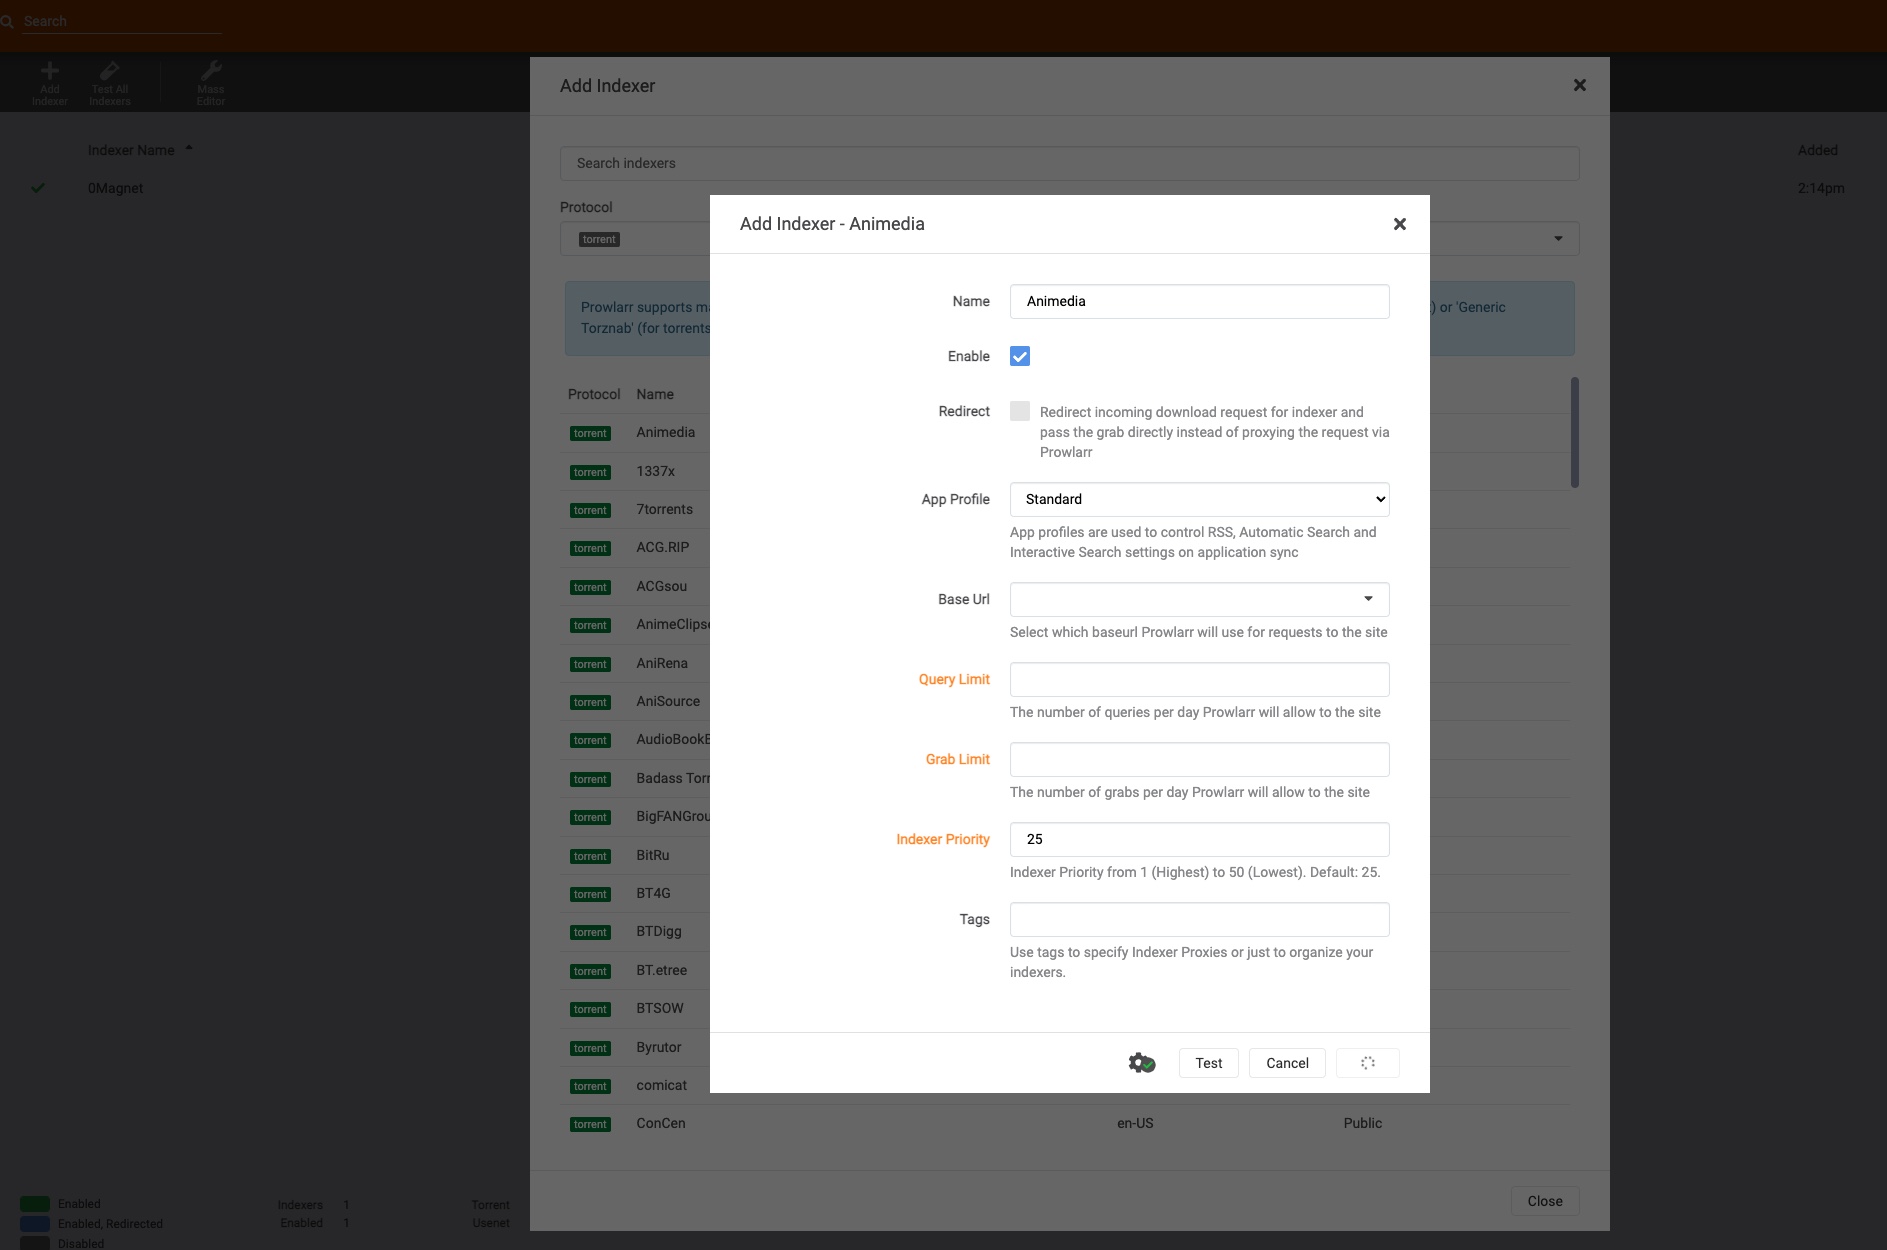 Search
Add
Indexer
Test All
Indexers
Mass
Editor
Indexer Name
Added
0Magnet
2:14pm
Add Indexer
Search indexers
Protocol
torrent
Prowlarr supports
) or 'Generic
Torznab' (for torrents
Protocol Name
torrent Animedia
torrent 1337x
torrent 7torrents
torrent ACG.RIP
torrent ACGsou
torrent AnimeClips
torrent AniRena
torrent AniSource
torrent AudioBook
torrent Badass Tor
torrent BigFANGrou
torrent BitRu
torrent BT4G
torrent BTDigg
torrent BT.etree
torrent BTSOW
torrent Byrutor
torrent comicat
torrent ConCen en-US Public
Close
Add Indexer - Animedia
Name Animedia
Enable
Redirect Redirect incoming download request for indexer and
pass the grab directly instead of proxying the request via
Prowlarr
App Profile Standard
App profiles are used to control RSS, Automatic Search and
Interactive Search settings on application sync
Base Url
Select which baseurl Prowlarr will use for requests to the site
Query Limit
The number of queries per day Prowlarr will allow to the site
Grab Limit
The number of grabs per day Prowlarr will allow to the site
Indexer Priority 25
Indexer Priority from 1 (Highest) to 50 (Lowest). Default: 25.
Tags
Use tags to specify Indexer Proxies or just to organize your
indexers.
Test Cancel
Enabled Indexers 1 Torrent
Enabled, Redirected Enabled 1 Usenet
Disabled